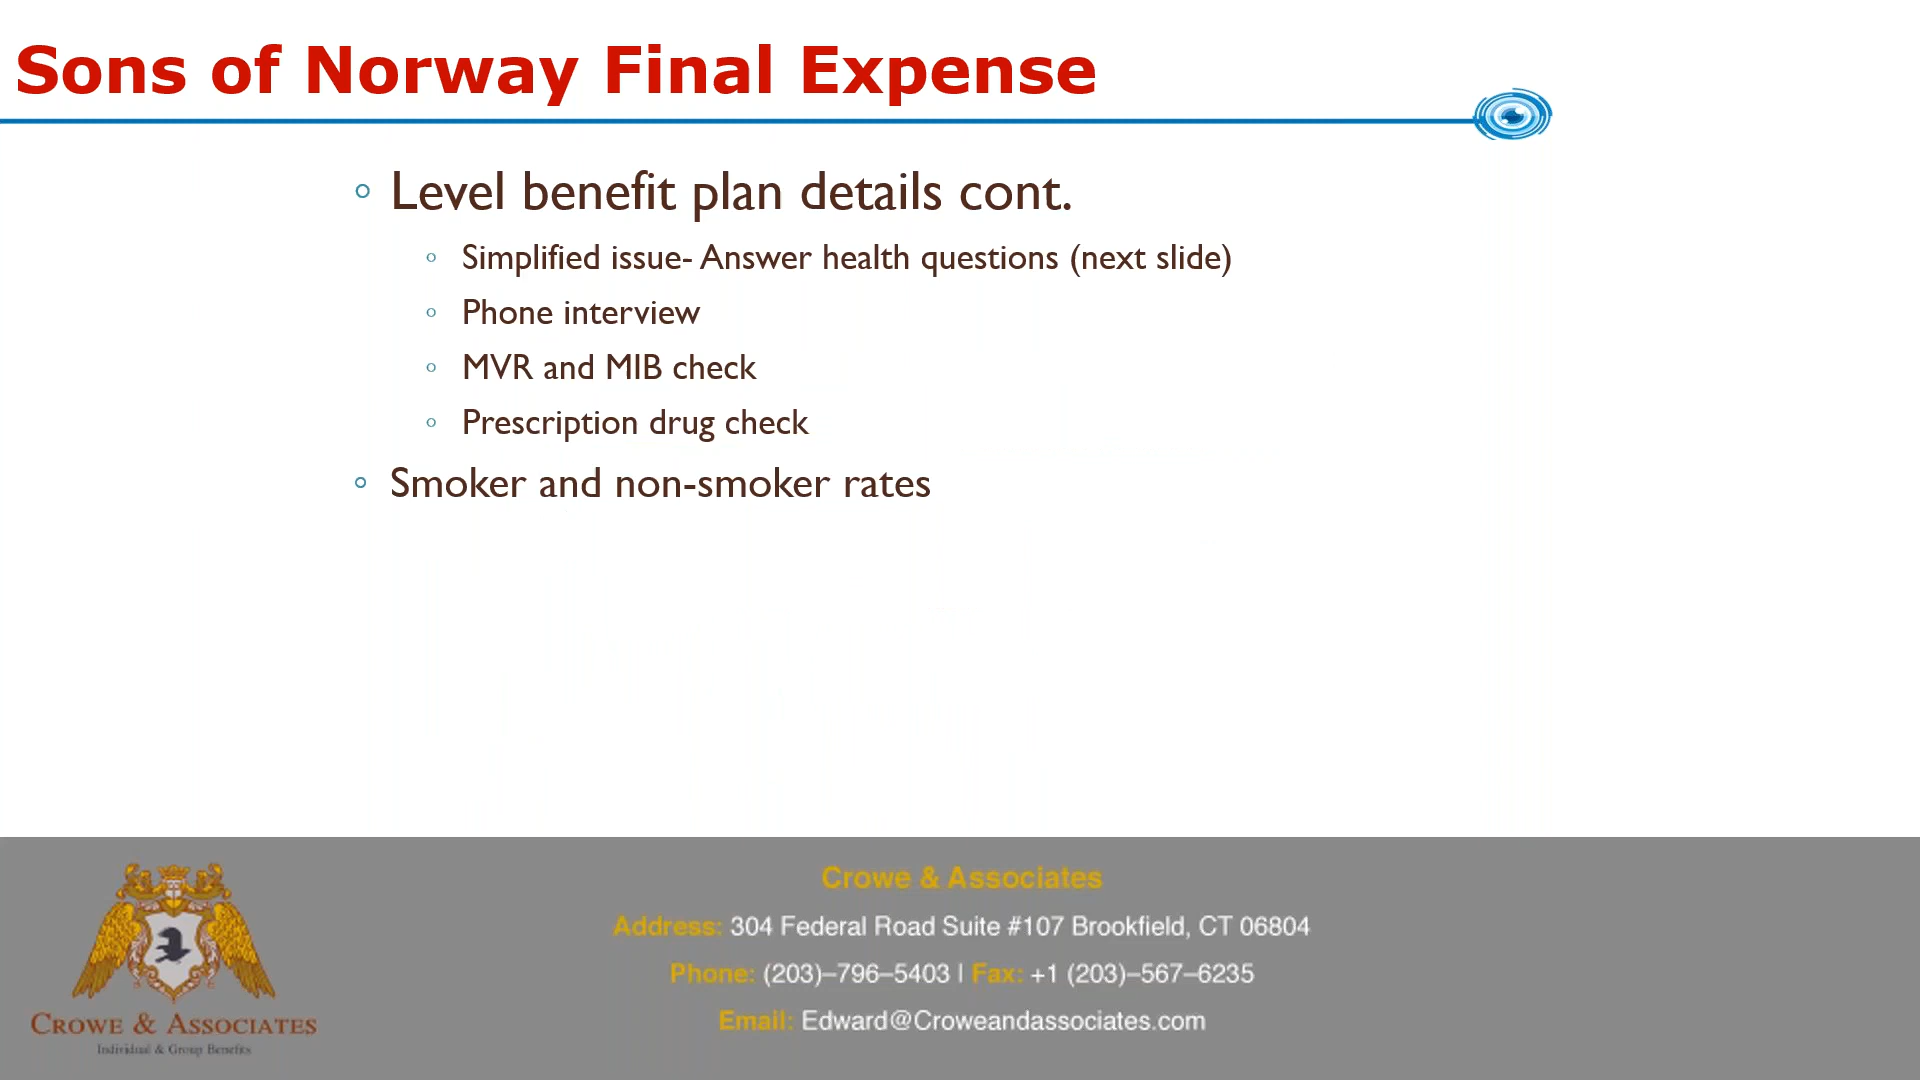 Sons of Norway Final Expense
Level benefit plan details cont.
Simplified issue- Answer health questions (next slide)
Phone interview
MVR and MIB check
Prescription drug check
Smoker and non-smoker rates
Crowe & Associates
Address: 304 Federal Road Suite #107 Brookfield, CT 06804
Phone: (203)–796–5403 | Fax: +1 (203)–567–6235
Email: Edward@Croweandassociates.com
CROWE & ASSOCIATES
Individual & Group Benefits